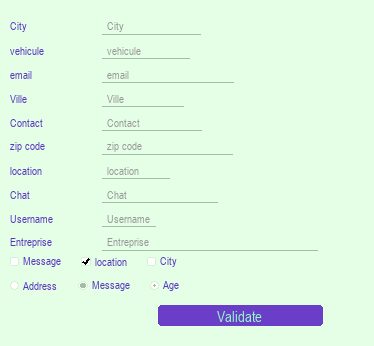 City City
vehicule vehicule
email email
Ville Ville
Contact Contact
zip code zip code
location location
Chat Chat
Username Username
Entreprise Entreprise
Message location City
Address Message Age
Validate